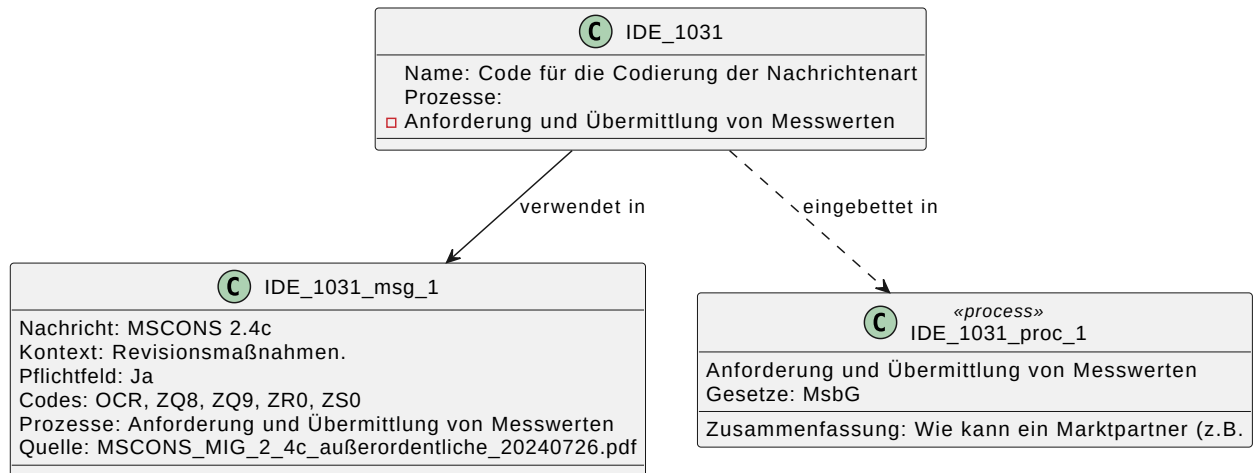 C IDE_1031
Name: Code für die Codierung der Nachrichtenart
Prozesse:
Anforderung und Übermittlung von Messwerten
verwendet in
eingebettet in
C IDE_1031_msg_1
Nachricht: MSCONS 2.4c
Kontext: Revisionsmaßnahmen.
Pflichtfeld: Ja
Codes: OCR, ZQ8, ZQ9, ZR0, ZS0
Prozesse: Anforderung und Übermittlung von Messwerten
Quelle: MSCONS_MIG_2_4c_außerordentliche_20240726.pdf
«process»
C IDE_1031_proc_1
Anforderung und Übermittlung von Messwerten
Gesetze: MsbG
Zusammenfassung: Wie kann ein Marktpartner (z.B.